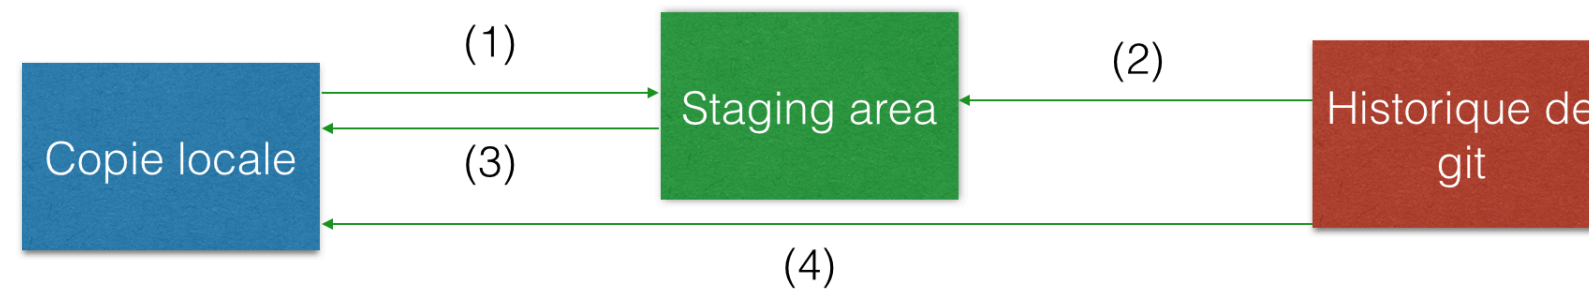 (1)
(2)
Staging area
Historique de
git
Copie locale
(3)
(4)